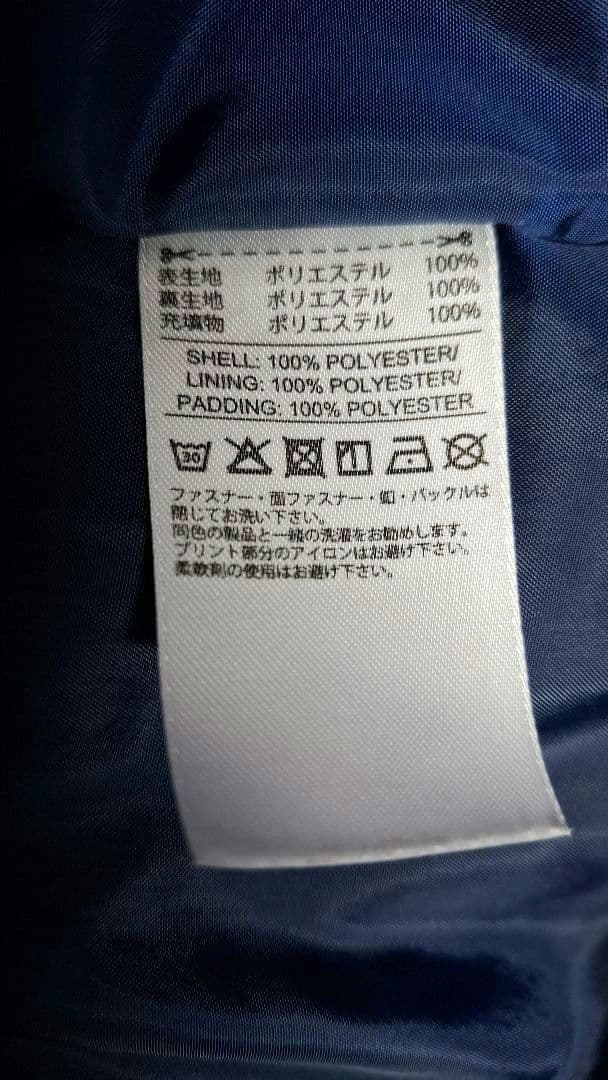 表生地 ポリエステル 100%
裏生地 ポリエステル 100%
充填物 ポリエステル 100%
SHELL: 100% POLYESTER/
LINING: 100% POLYESTER/
PADDING: 100% POLYESTER
30
ファスナー・面ファスナー・釦・バックルは
閉じてお洗い下さい。
同色の製品と一緒の洗濯をお勧めします。
プリント部分のアイロンはお避け下さい。
柔軟剤の使用はお避け下さい。